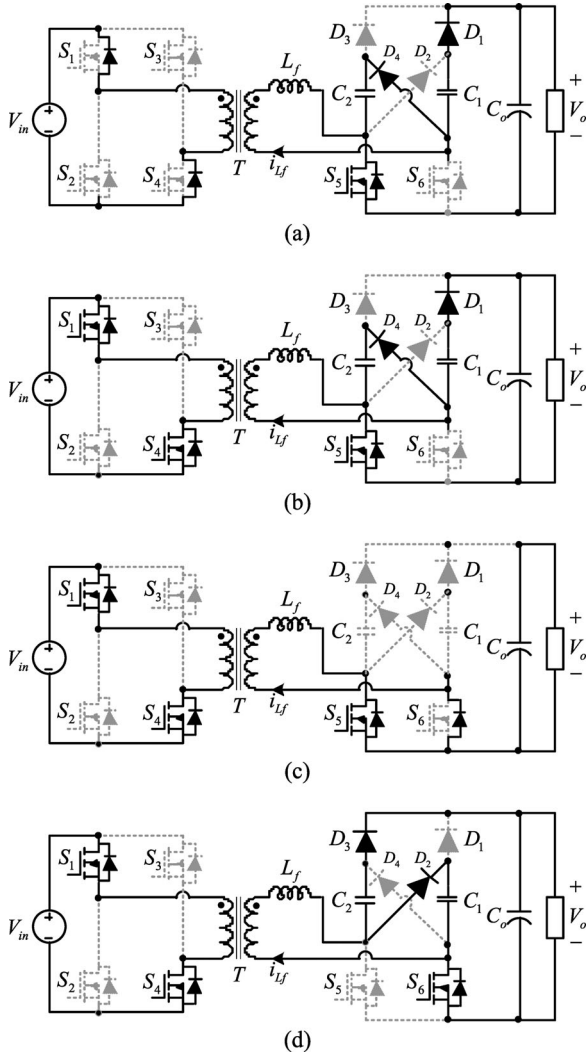 S1 S3 Lf D3 D4 D2 D1
Vin C2 C1 Co + Vo −
S2 S4 T iLf S5 S6
(a)
S1 S3 Lf D3 D4 D2 D1
Vin C2 C1 Co + Vo −
S2 S4 T iLf S5 S6
(b)
S1 S3 Lf D3 D4 D2 D1
Vin C2 C1 Co + Vo −
S2 S4 T iLf S5 S6
(c)
S1 S3 Lf D3 D4 D2 D1
Vin C2 C1 Co + Vo −
S2 S4 T iLf S5 S6
(d)